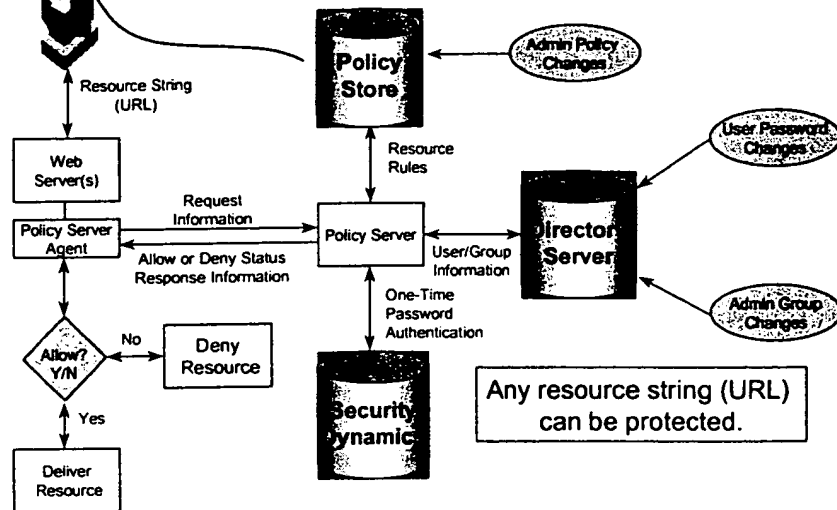 Policy
Store
Admin Policy
Changes
Resource String
(URL)
User Password
Changes
Web
Server(s)
Resource
Rules
Request
Information
Policy Server
Agent
Policy Server
Director
Server
Allow or Deny Status
Response Information
User/Group
Information
One-Time
Password
Authentication
Admin Group
Changes
Allow?
Y/N
No
Deny
Resource
Yes
Security
Dynamic
Any resource string (URL)
can be protected.
Deliver
Resource